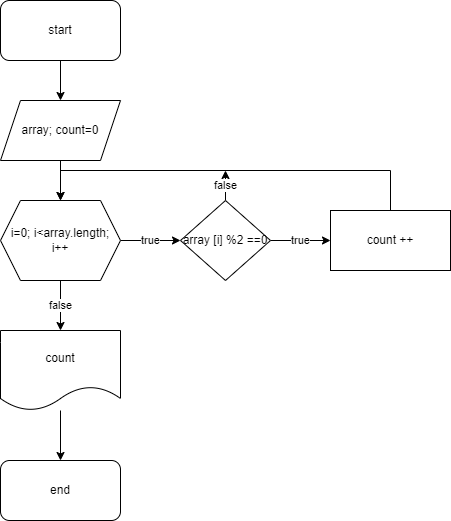 start
array; count=0
false
i=0; i<array.length;
i++
true
array [i] %2 ==0
true
count ++
false
count
end